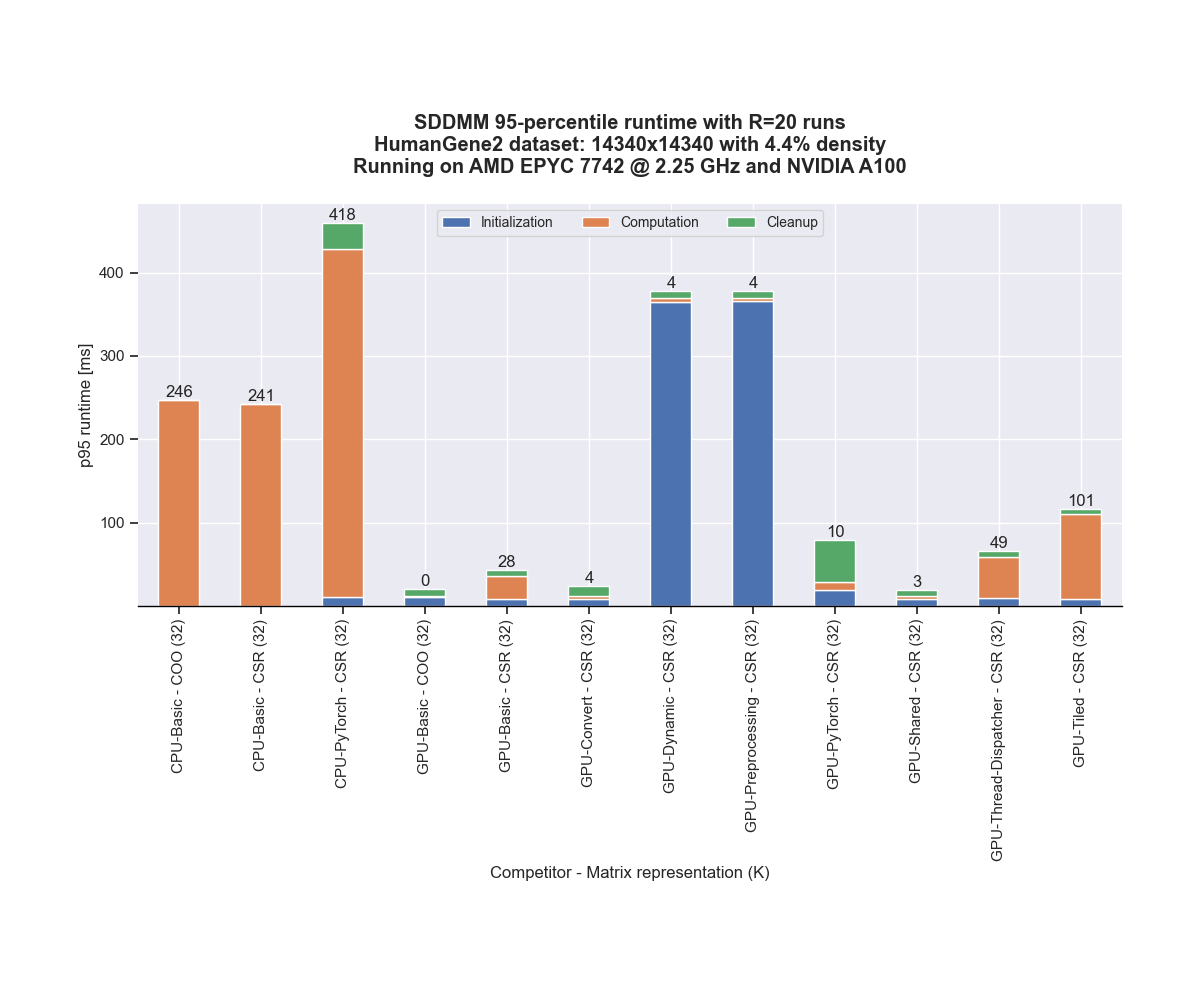 SDDMM 95-percentile runtime with R=20 runs
HumanGene2 dataset: 14340x14340 with 4.4% density
Running on AMD EPYC 7742 @ 2.25 GHz and NVIDIA A100
Initialization
Computation
Cleanup
p95 runtime [ms]
400
300
200
100
246
241
418
0
28
4
4
4
10
3
49
101
CPU-Basic - COO (32)
CPU-Basic - CSR (32)
CPU-PyTorch - CSR (32)
GPU-Basic - COO (32)
GPU-Basic - CSR (32)
GPU-Convert - CSR (32)
GPU-Dynamic - CSR (32)
GPU-Preprocessing - CSR (32)
GPU-PyTorch - CSR (32)
GPU-Shared - CSR (32)
GPU-Thread-Dispatcher - CSR (32)
GPU-Tiled - CSR (32)
Competitor - Matrix representation (K)